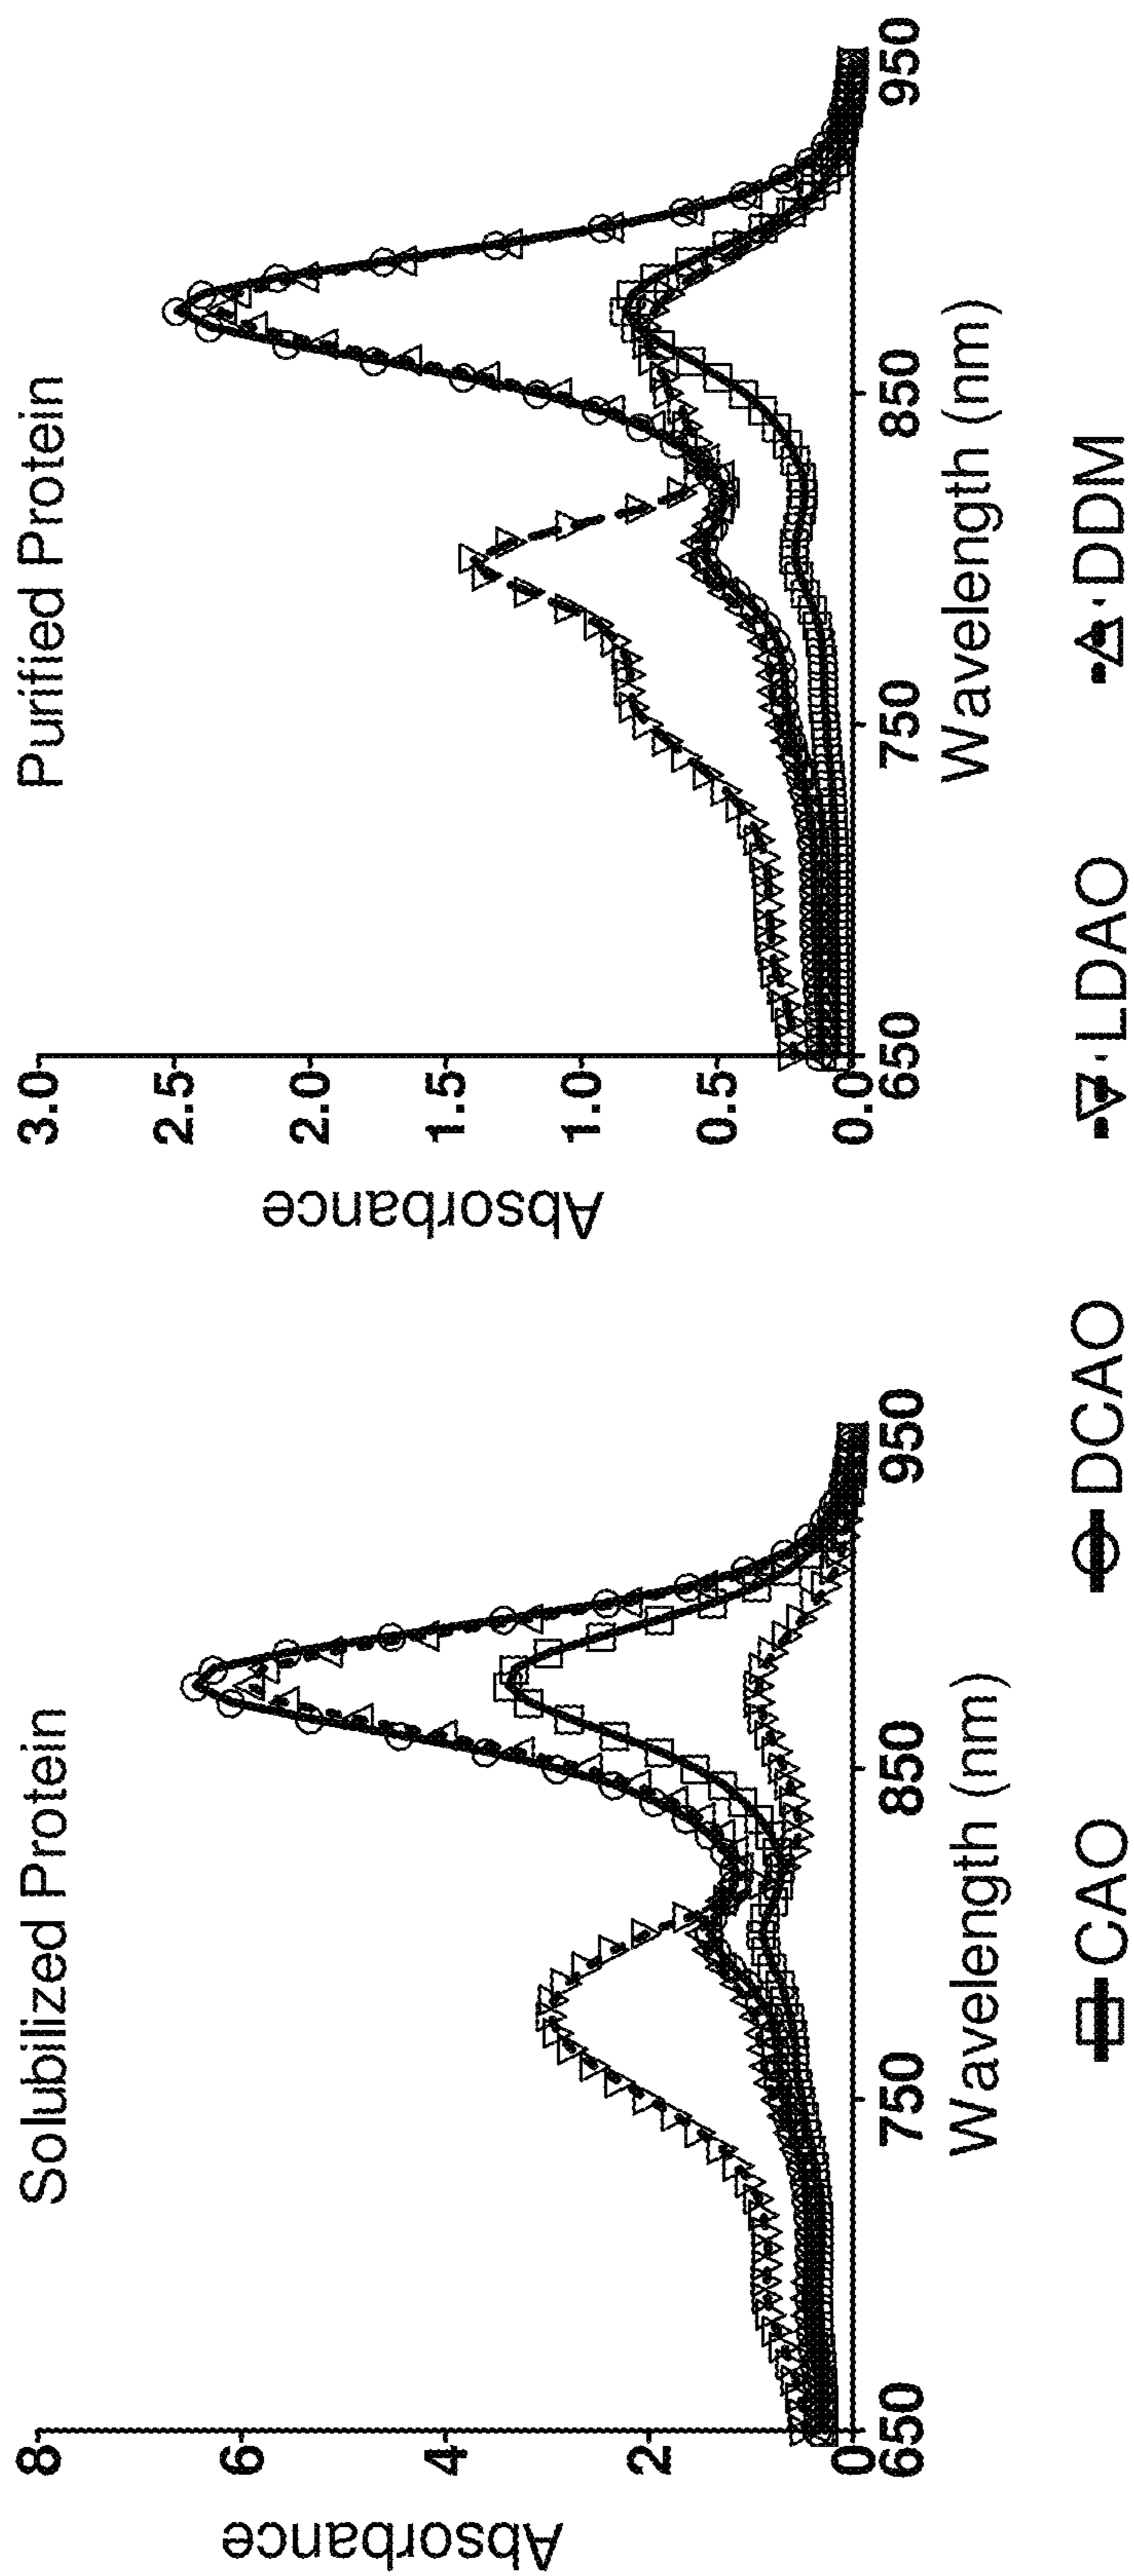 Solubilized Protein
Absorbance
8
6
4
2
0
650
750
850
950
Wavelength (nm)
Purified Protein
Absorbance
3.0
2.5
2.0
1.5
1.0
0.5
0.0
650
750
850
950
Wavelength (nm)
CAO
DCAO
LDAO
DDM